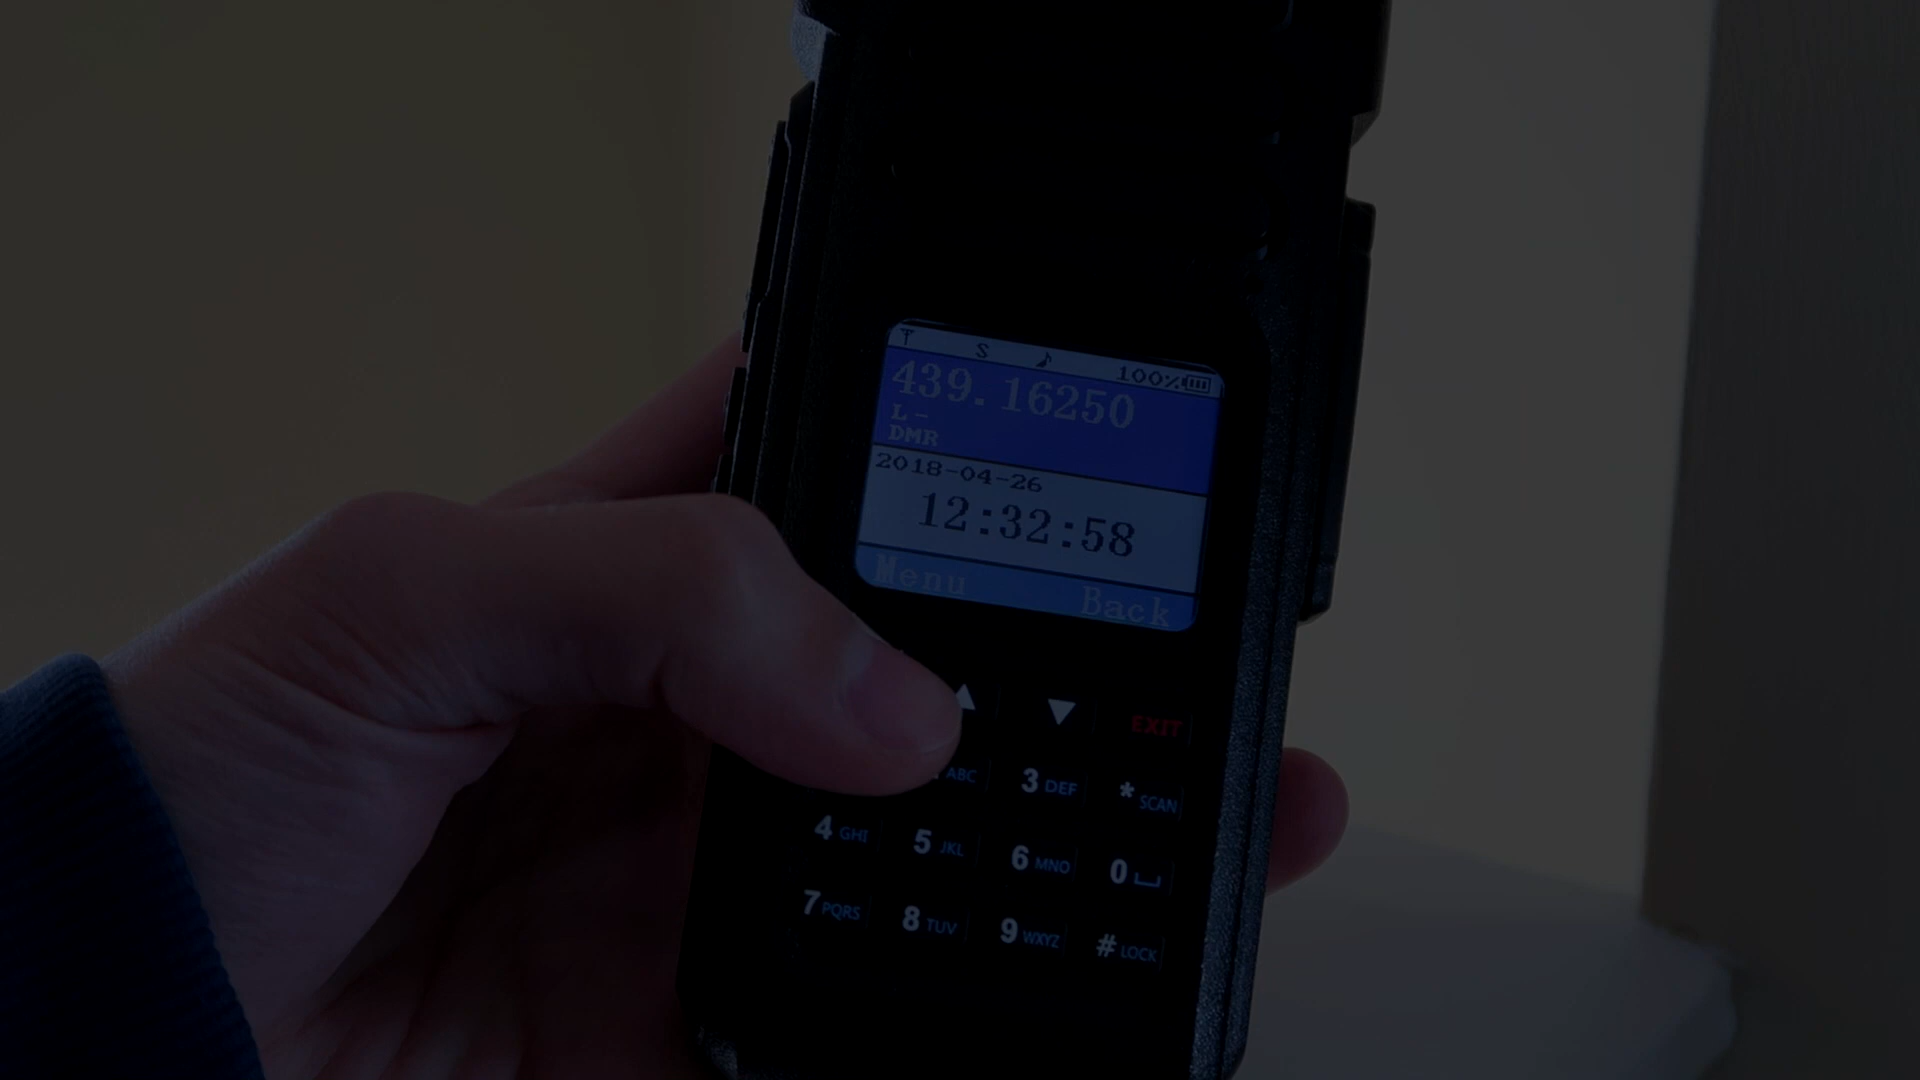 S 100%
439.16250
L-
DMR
2018-04-26
12:32:58
Menu Back
EXIT
ABC 3 DEF * SCAN
4 GHI 5 JKL 6 MNO 0
7 PQRS 8 TUV 9 WXYZ # LOCK